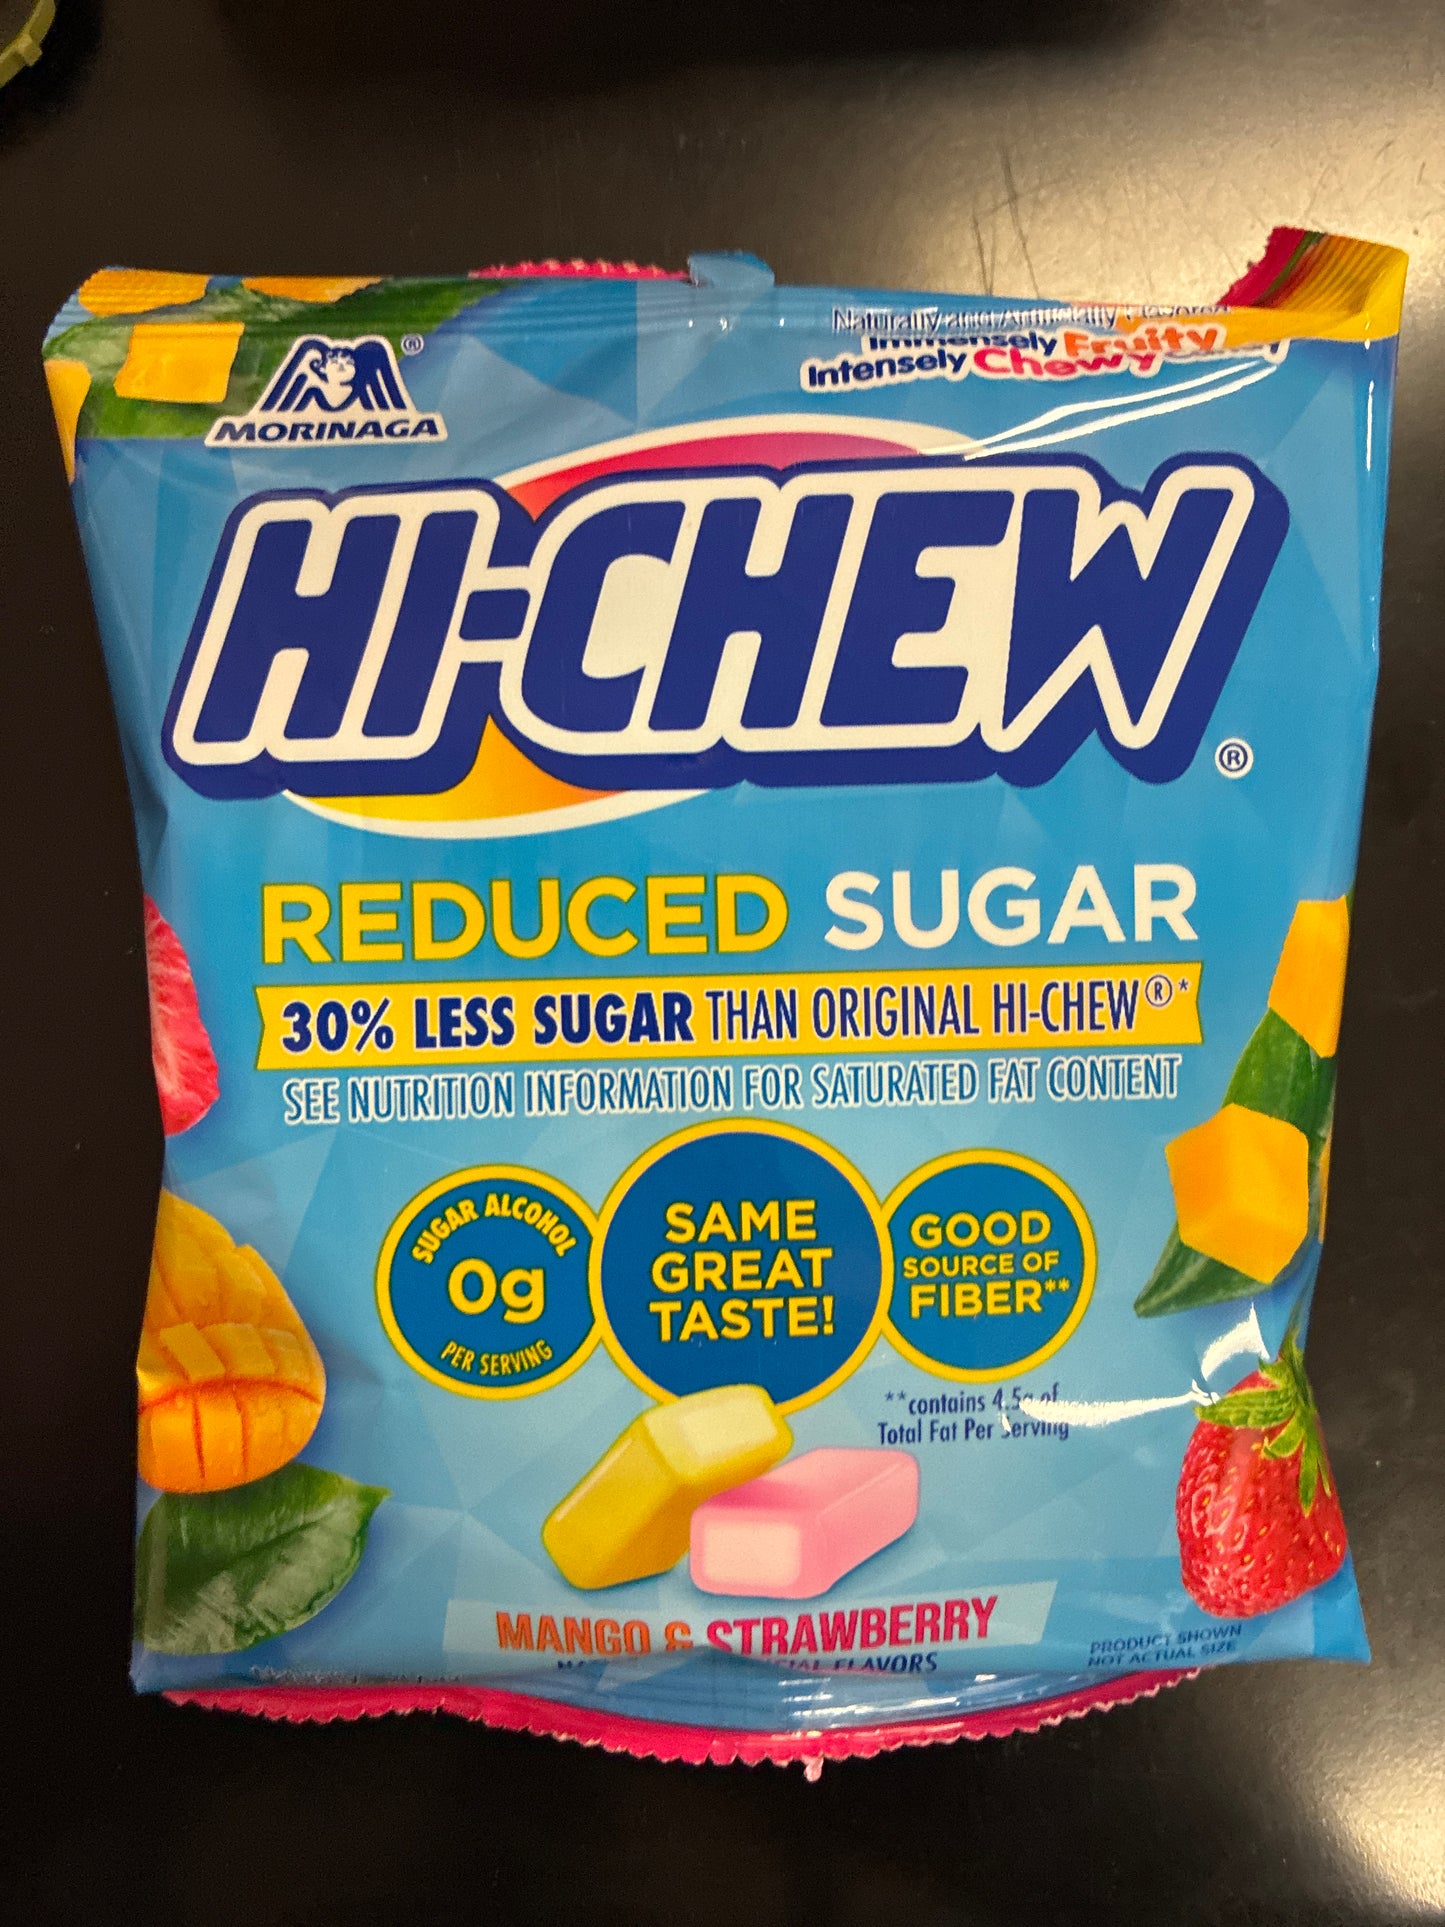 MORINAGA®
Naturally and Artificially Flavored
Immensely Fruity
Intensely Chewy
HI-CHEW®
REDUCED SUGAR
30% LESS SUGAR THAN ORIGINAL HI-CHEW®*
SEE NUTRITION INFORMATION FOR SATURATED FAT CONTENT
SUGAR ALCOHOL
0g
PER SERVING
SAME
GREAT
TASTE!
GOOD
SOURCE OF
FIBER**
**contains 4.5g of
Total Fat Per Serving
MANGO & STRAWBERRY
FLAVORS
PRODUCT SHOWN
NOT ACTUAL SIZE